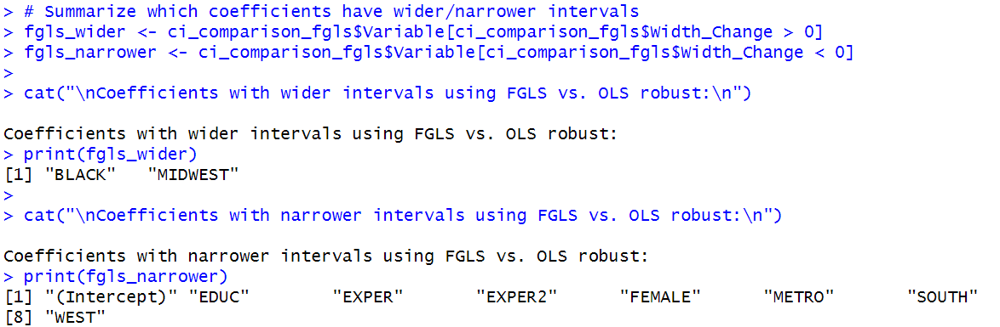 > # Summarize which coefficients have wider/narrower intervals
> fgls_wider <- ci_comparison_fgls$Variable[ci_comparison_fgls$Width_Change > 0]
> fgls_narrower <- ci_comparison_fgls$Variable[ci_comparison_fgls$Width_Change < 0]
>
> cat("\nCoefficients with wider intervals using FGLS vs. OLS robust:\n")

Coefficients with wider intervals using FGLS vs. OLS robust:
> print(fgls_wider)
[1] "BLACK"   "MIDWEST"
>
> cat("\nCoefficients with narrower intervals using FGLS vs. OLS robust:\n")

Coefficients with narrower intervals using FGLS vs. OLS robust:
> print(fgls_narrower)
[1] "(Intercept)" "EDUC"        "EXPER"       "EXPER2"      "FEMALE"      "METRO"       "SOUTH"
[8] "WEST"